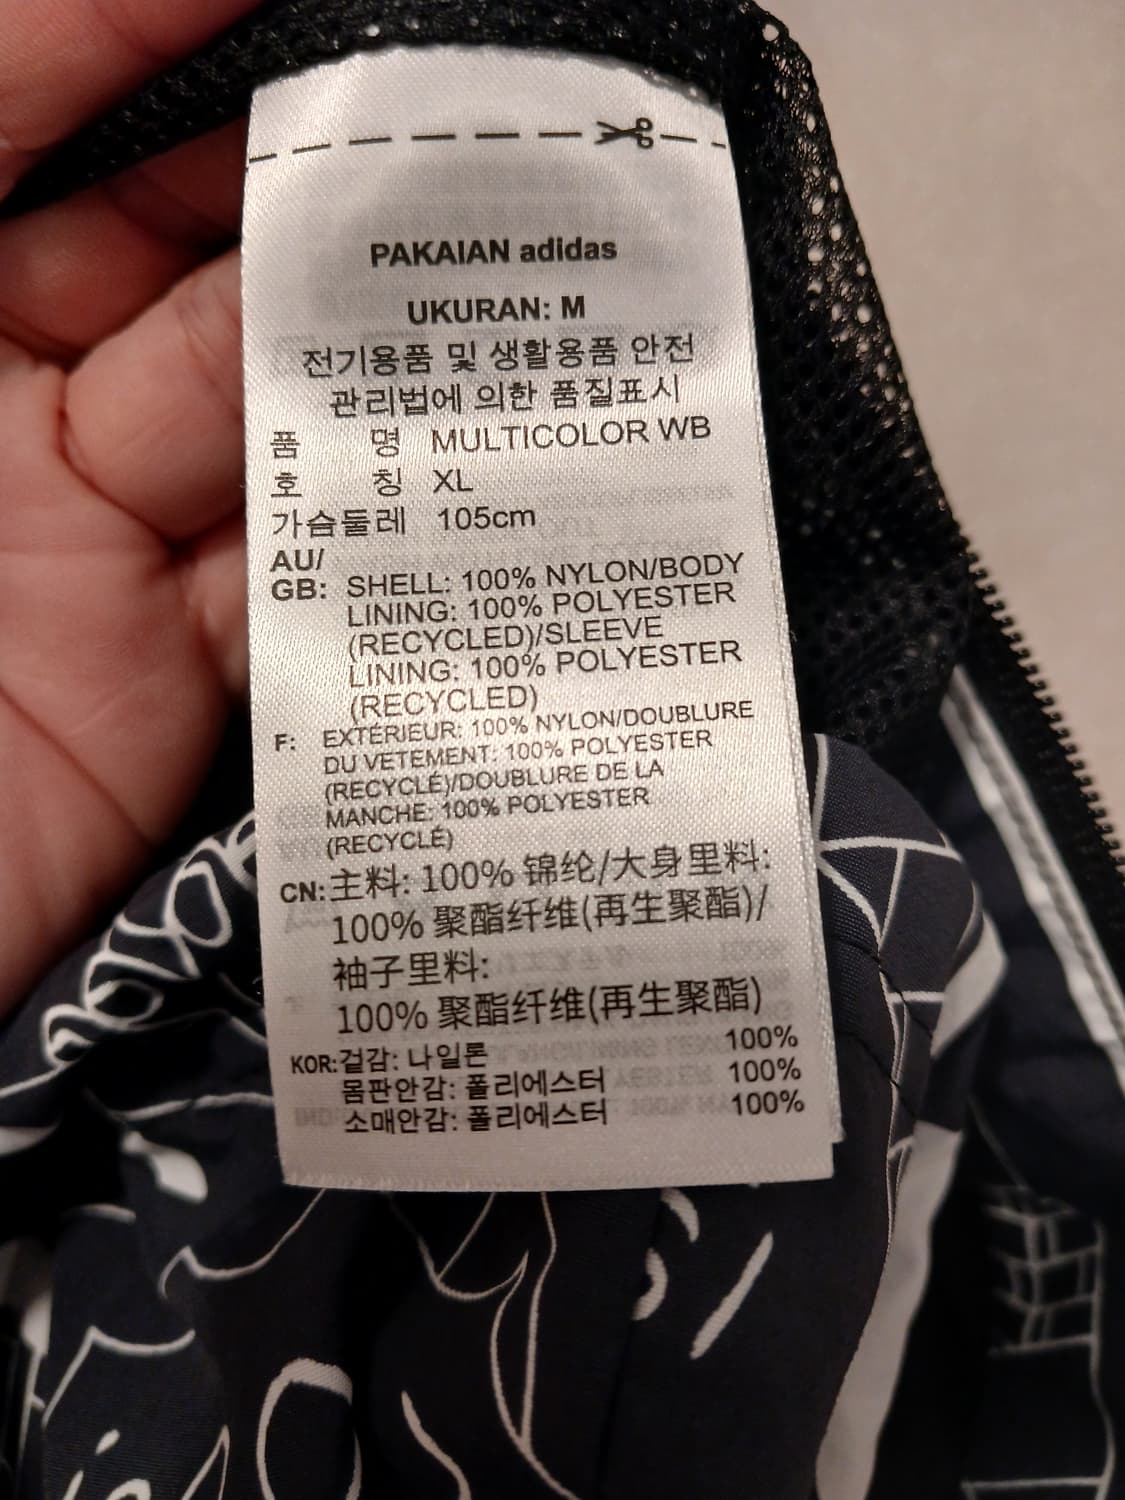 PAKAIAN adidas
UKURAN: M
전기용품 및 생활용품 안전
관리법에 의한 품질표시
품 명 MULTICOLOR WB
호 칭 XL
가슴둘레 105cm
AU/
GB: SHELL: 100% NYLON/BODY
LINING: 100% POLYESTER
(RECYCLED)/SLEEVE
LINING: 100% POLYESTER
(RECYCLED)
F: EXTÉRIEUR: 100% NYLON/DOUBLURE
DU VETEMENT: 100% POLYESTER
(RECYCLÉ)/DOUBLURE DE LA
MANCHE: 100% POLYESTER
(RECYCLÉ)
CN: 主料: 100% 锦纶/大身里料:
100% 聚酯纤维(再生聚酯)/
袖子里料:
100% 聚酯纤维(再生聚酯)
KOR: 겉감: 나일론 100%
몸판안감: 폴리에스터 100%
소매안감: 폴리에스터 100%